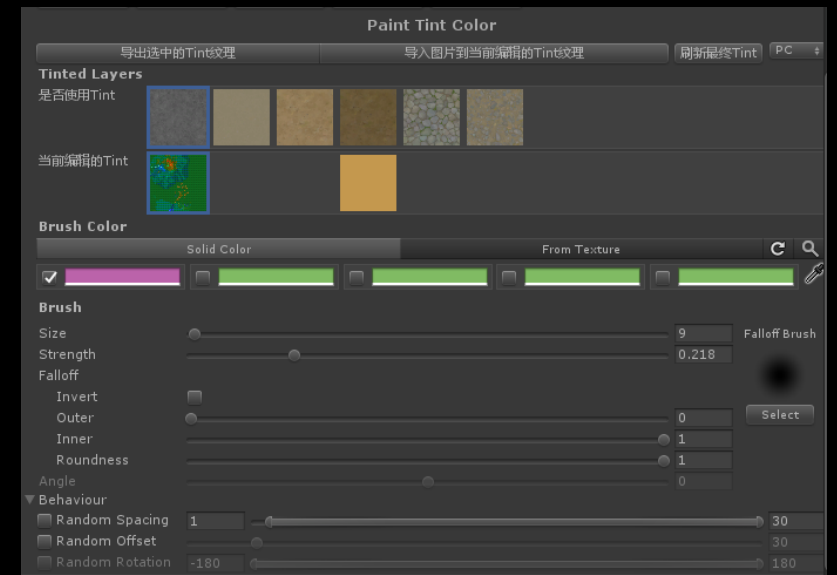 Paint Tint Color
导出选中的Tint纹理 导入图片到当前编辑的Tint纹理 刷新最终Tint PC
Tinted Layers
是否使用Tint
当前编辑的Tint
Brush Color
Solid Color From Texture
Brush
Size 9 Falloff Brush
Strength 0.218
Falloff
Invert
Outer 0 Select
Inner 1
Roundness 1
Angle 0
Behaviour
Random Spacing 1 30
Random Offset 30
Random Rotation -180 180